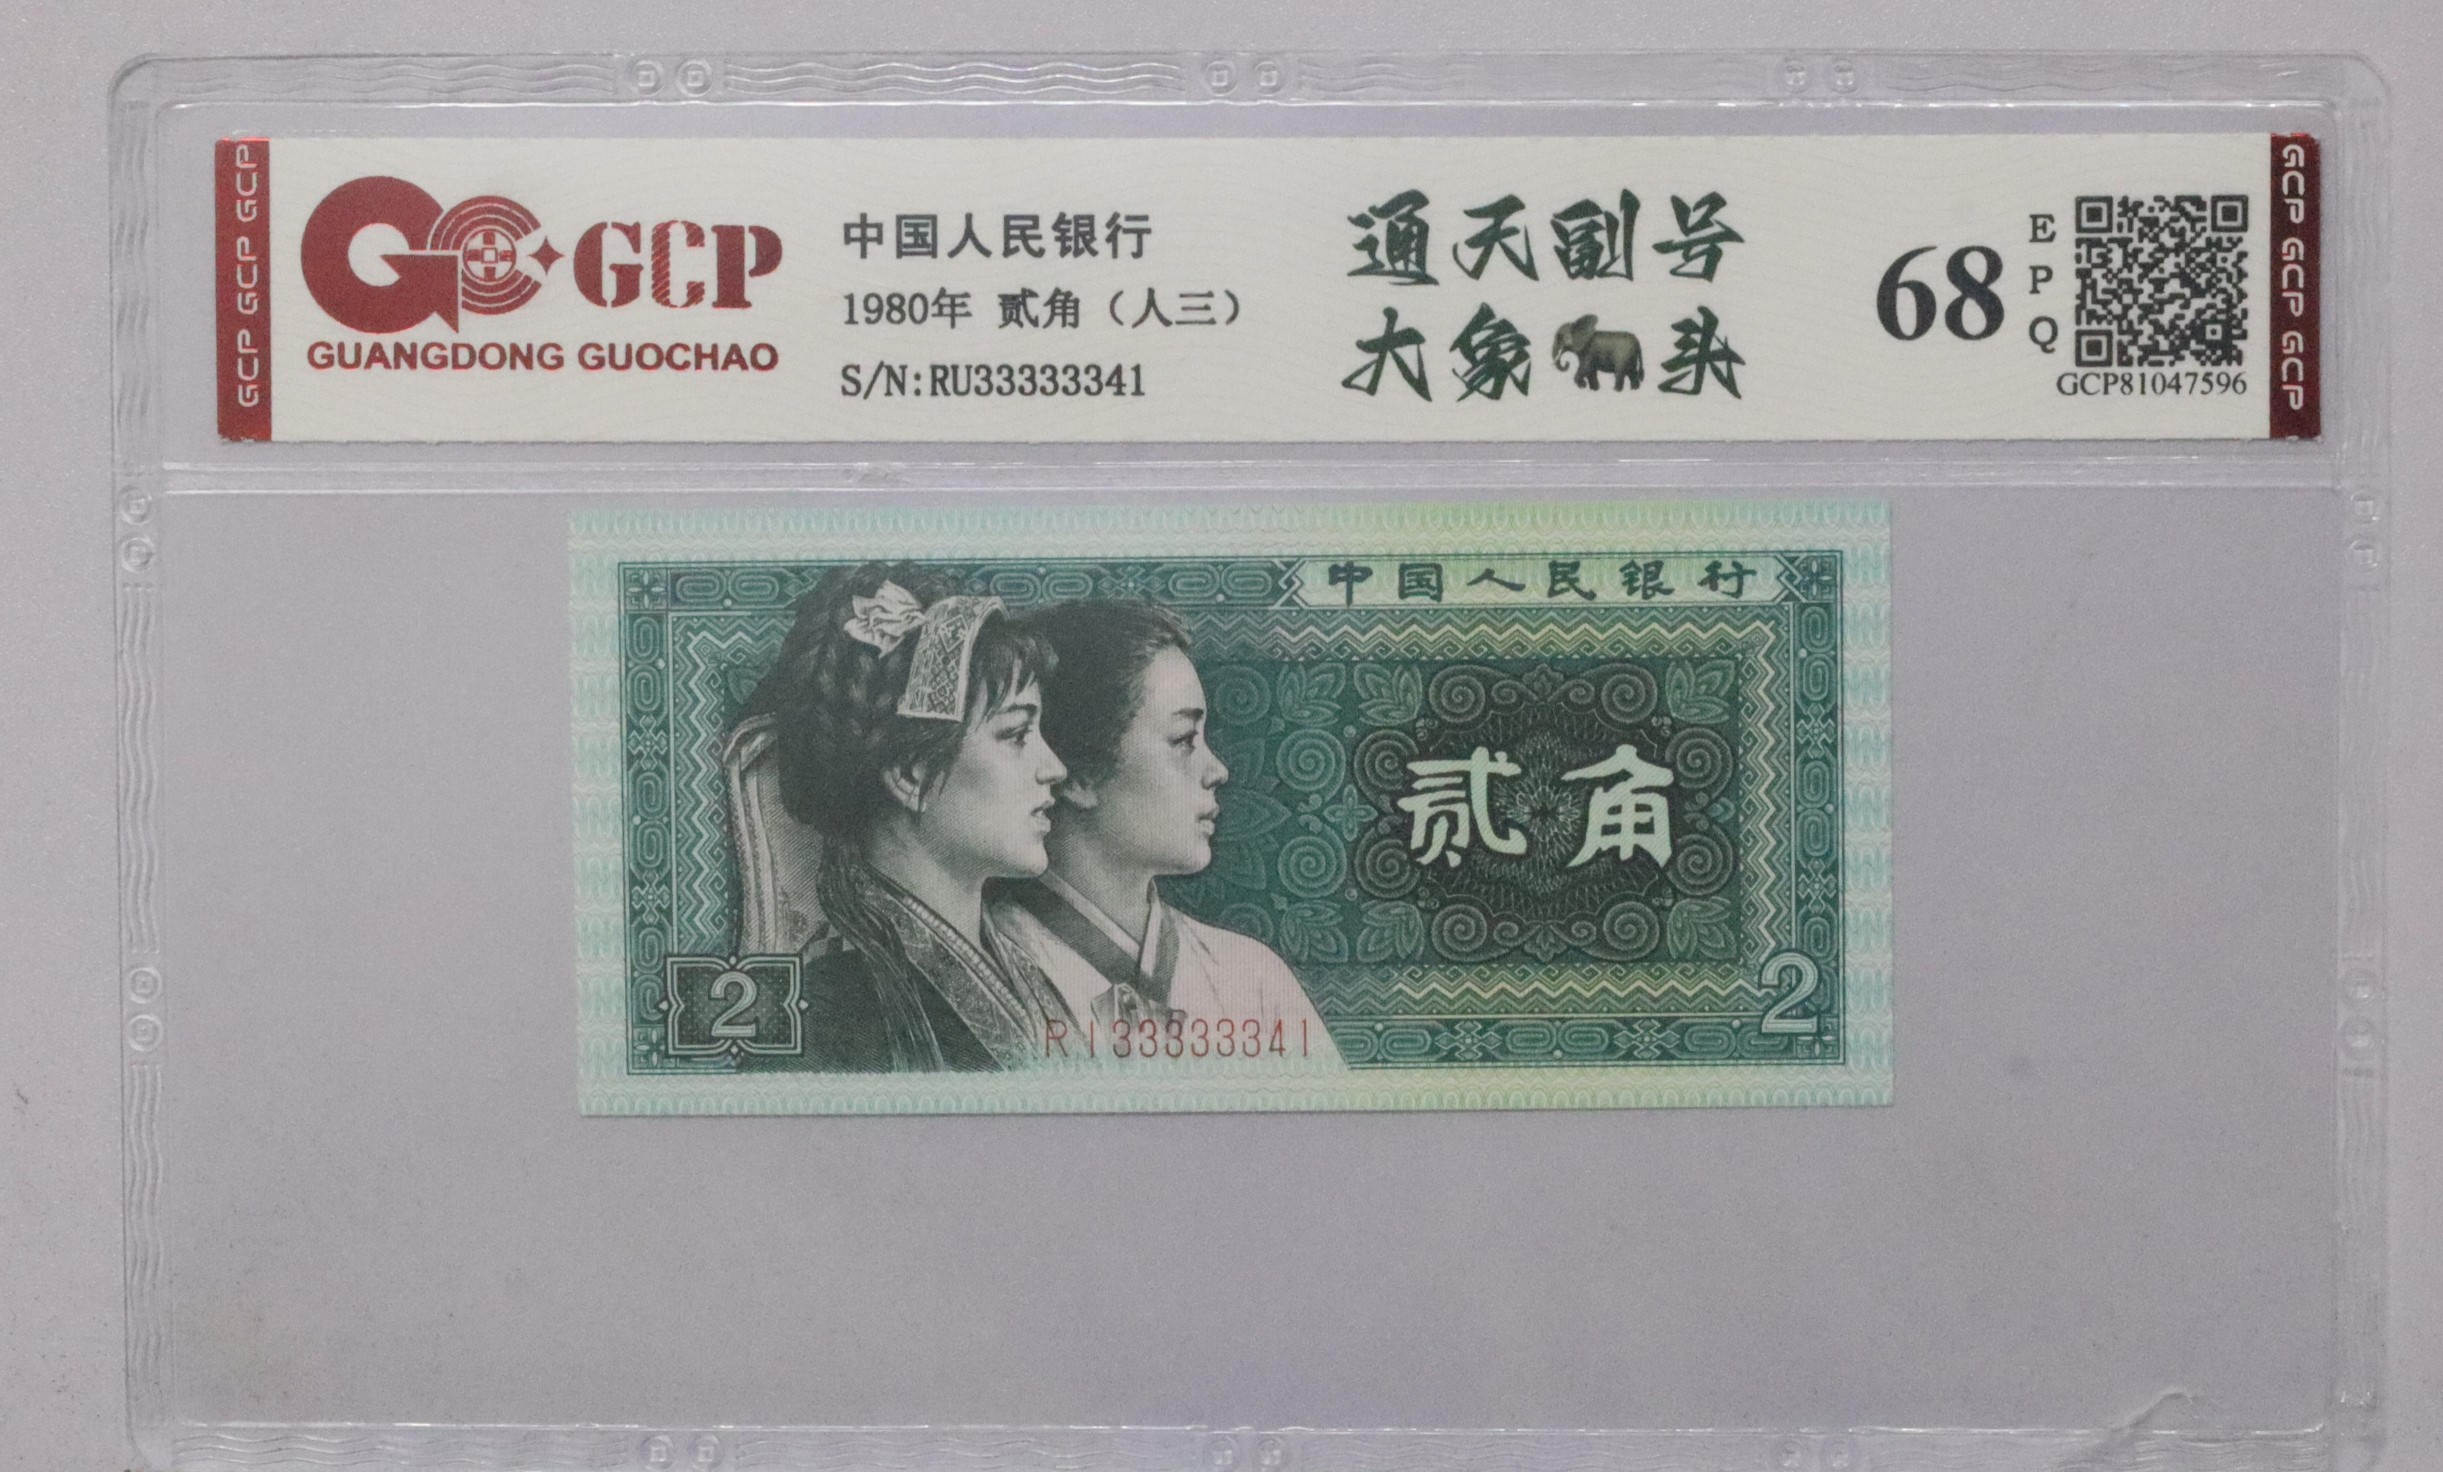 GCP GCP GCP
GCP
GUANGDONG GUOCHAO
中国人民银行
1980年 贰角（人三）
S/N:RU33333341
通天副号
大象头
68
EPQ
GCP81047596
GCP GCP GCP
中国人民银行
贰角
2
2
RI33333341